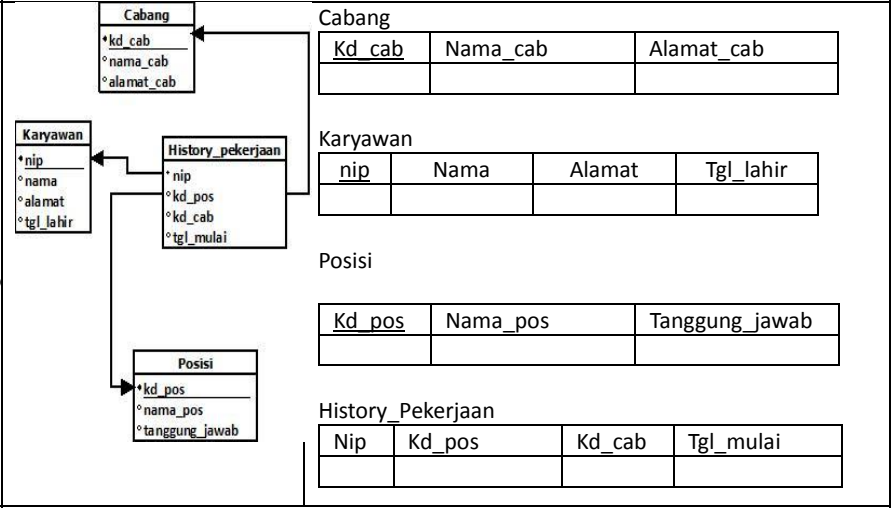 Cabang
kd_cab
nama_cab
alamat_cab
Karyawan
nip
nama
alamat
tgl_lahir
History_pekerjaan
nip
kd_pos
kd_cab
tgl_mulai
Posisi
kd_pos
nama_pos
tanggung_jawab
Cabang
Kd_cab Nama_cab Alamat_cab
Karyawan
nip Nama Alamat Tgl_lahir
Posisi
Kd_pos Nama_pos Tanggung_jawab
History_Pekerjaan
Nip Kd_pos Kd_cab Tgl_mulai